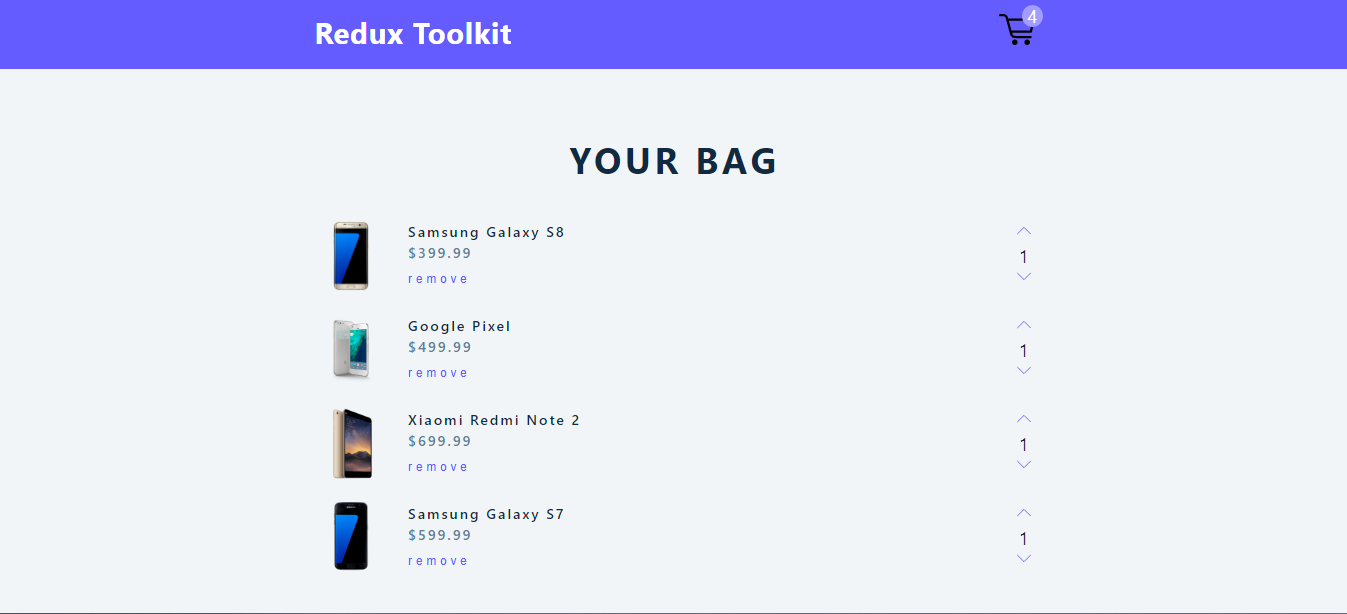 Redux Toolkit
4
YOUR BAG
Samsung Galaxy S8
$399.99
remove
1
Google Pixel
$499.99
remove
1
Xiaomi Redmi Note 2
$699.99
remove
1
Samsung Galaxy S7
$599.99
remove
1